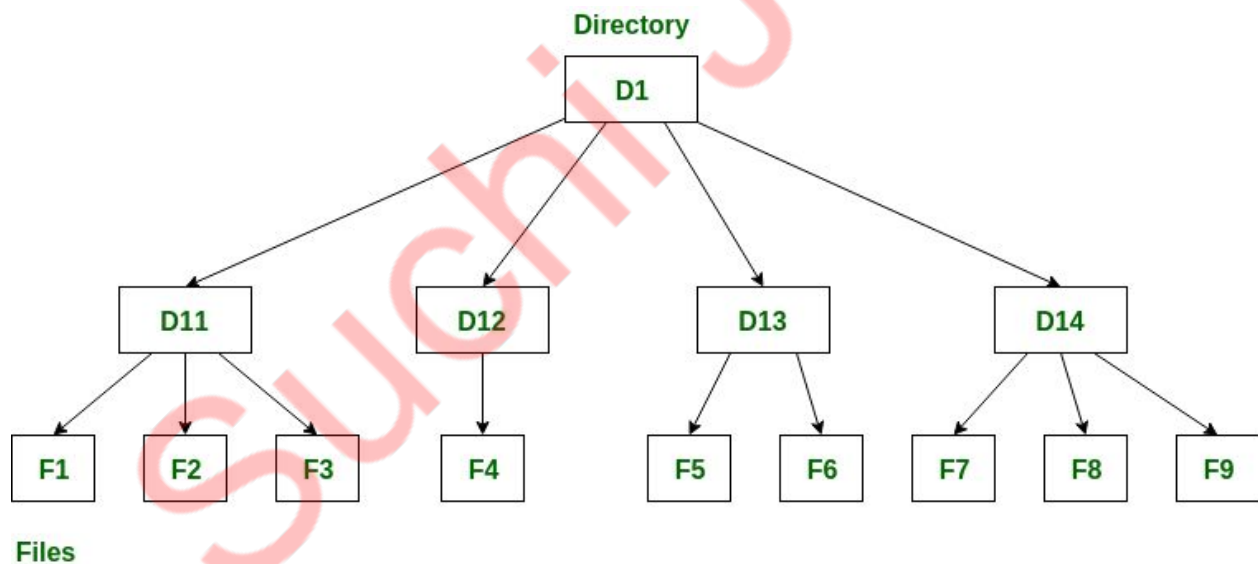 Directory
D1
D11 D12 D13 D14
F1 F2 F3 F4 F5 F6 F7 F8 F9
Files
Suchi J